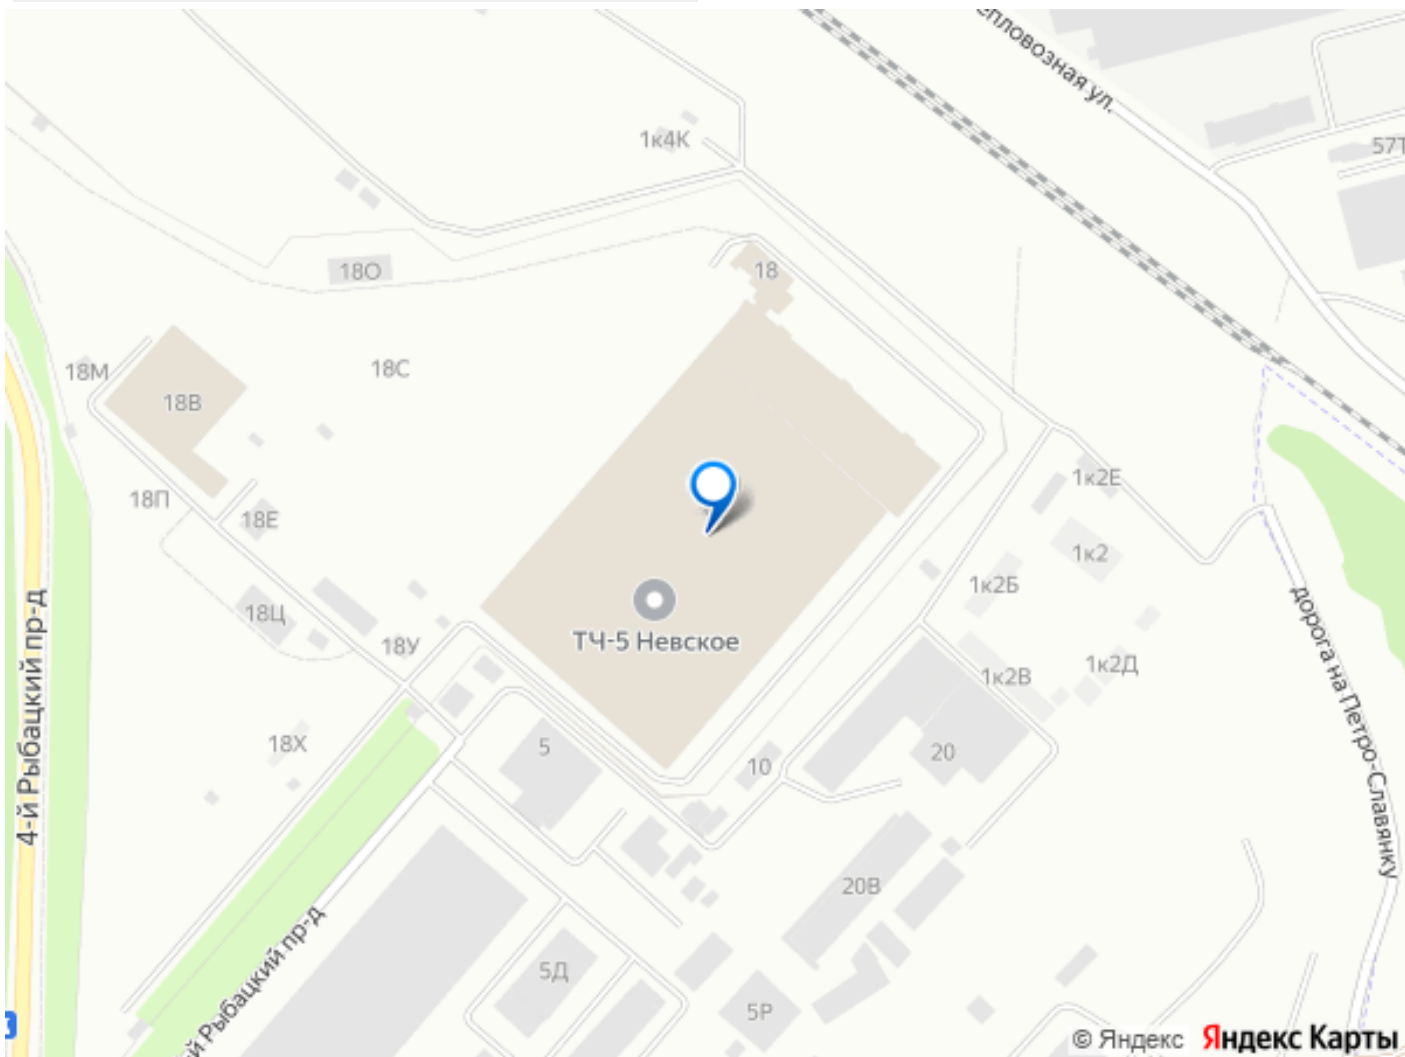 епловозная ул.
1к4К
57Т
18О
18
18М
18С
18В
18П
18Е
1к2Е
1к2
1к2Б
18Ц
18У
ТЧ-5 Невское
1к2В
1к2Д
4-й Рыбацкий пр-д
дорога на Петро-Славянку
18Х
5
10
20
20В
й Рыбацкий пр-д
5Д
5Р
© Яндекс Яндекс Карты